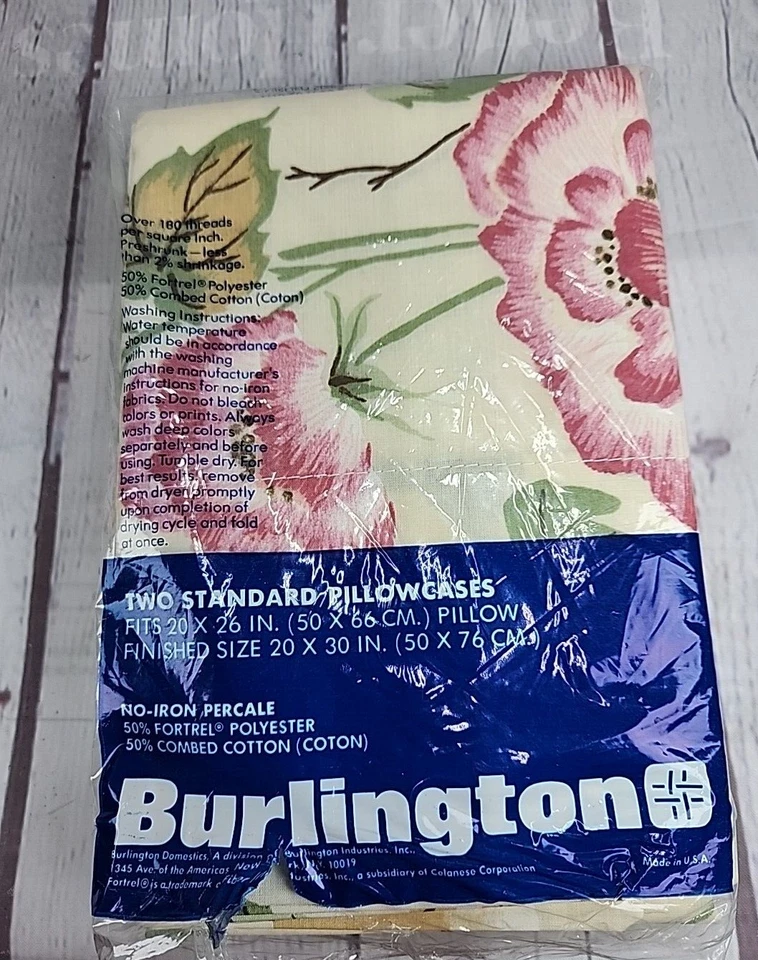 Over 180 threads
per square inch.
Preshrunk—less
than 2% shrinkage.
50% Fortrel® Polyester
50% Combed Cotton (Coton)
Washing Instructions:
Water temperature
should be in accordance
with the washing
machine manufacturer's
instructions for no-iron
fabrics. Do not bleach
colors or prints. Always
wash deep colors
separately and before
using. Tumble dry. For
best results remove
from dryer promptly
upon completion of
drying cycle and fold
at once.
TWO STANDARD PILLOWCASES
FITS 20 X 26 IN. (50 X 66 CM.) PILLOW
FINISHED SIZE 20 X 30 IN. (50 X 76 CM.)
NO-IRON PERCALE
50% FORTREL® POLYESTER
50% COMBED COTTON (COTON)
Burlington
Burlington Domestics, A division Burlington Industries, Inc.,
1345 Ave. of the Americas New 10019
Fortrel® is a trademark Inc., a subsidiary of Celanese Corporation
Made in U.S.A.